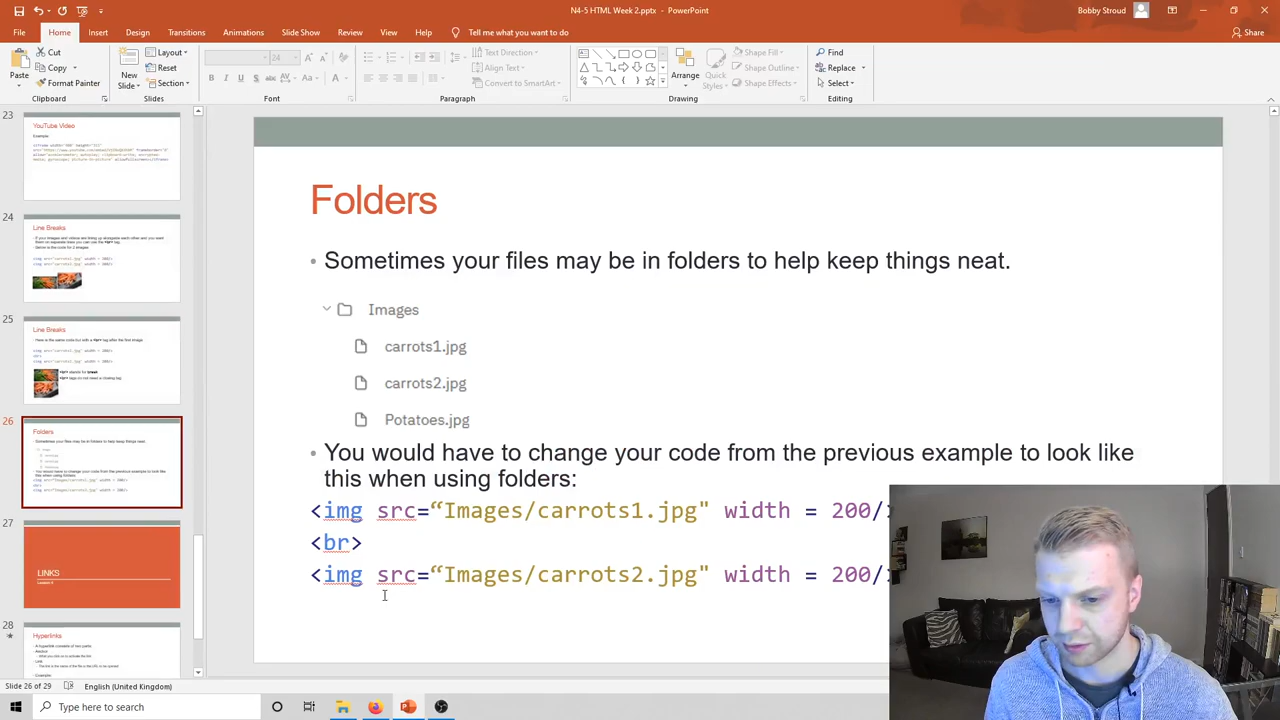 N4-5 HTML Week 2.pptx - PowerPoint
Bobby Stroud
File Home Insert Design Transitions Animations Slide Show Review View Help Tell me what you want to do Share
Paste
Cut
Copy
Format Painter
Clipboard
New Slide
Layout
Reset
Section
Slides
24
Font
Text Direction
Align Text
Convert to SmartArt
Paragraph
Arrange
Quick Styles
Shape Fill
Shape Effects
Drawing
Find
Replace
Select
Editing
23
YouTube Video
Example:
24
Line Breaks
25
Line Breaks
26
Folders
27
LINKS
28
Hyperlinks
A hyperlink consists of two parts:
Folders
• Sometimes your files may be in folders to help keep things neat.
Images
carrots1.jpg
carrots2.jpg
Potatoes.jpg
• You would have to change your code from the previous example to look like
this when using folders:
<img src=“Images/carrots1.jpg" width = 200/
<br>
<img src=“Images/carrots2.jpg" width = 200/
Slide 26 of 29 English (United Kingdom)
Type here to search